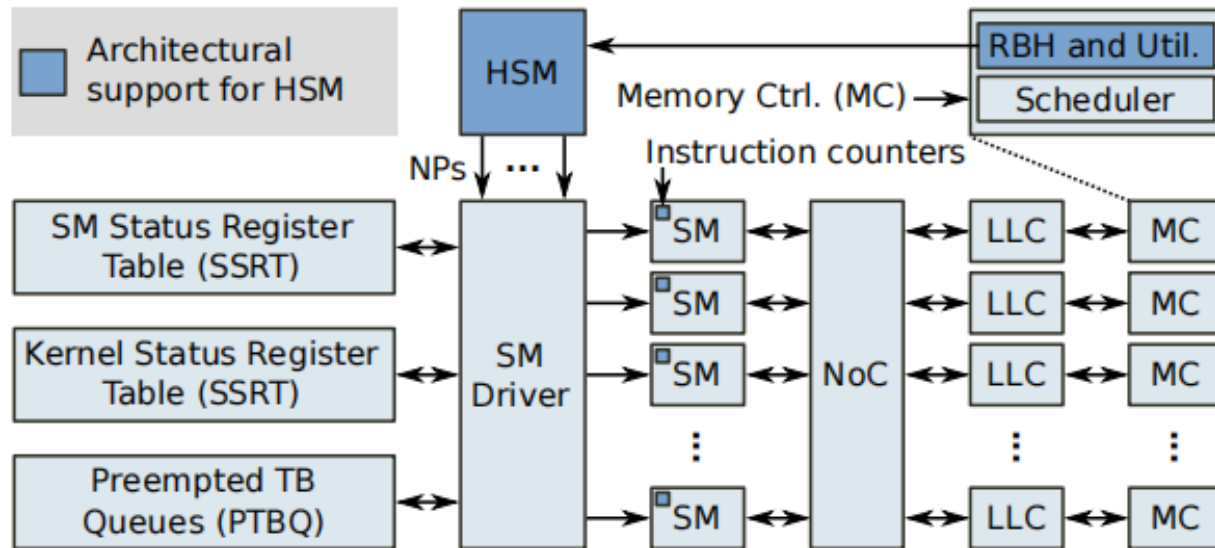 Architectural
support for HSM
HSM
RBH and Util.
Memory Ctrl. (MC)
Scheduler
NPs
...
Instruction counters
SM Status Register
Table (SSRT)
Kernel Status Register
Table (SSRT)
Preempted TB
Queues (PTBQ)
SM
Driver
SM
SM
SM
...
SM
NoC
LLC
LLC
LLC
...
LLC
MC
MC
MC
...
MC